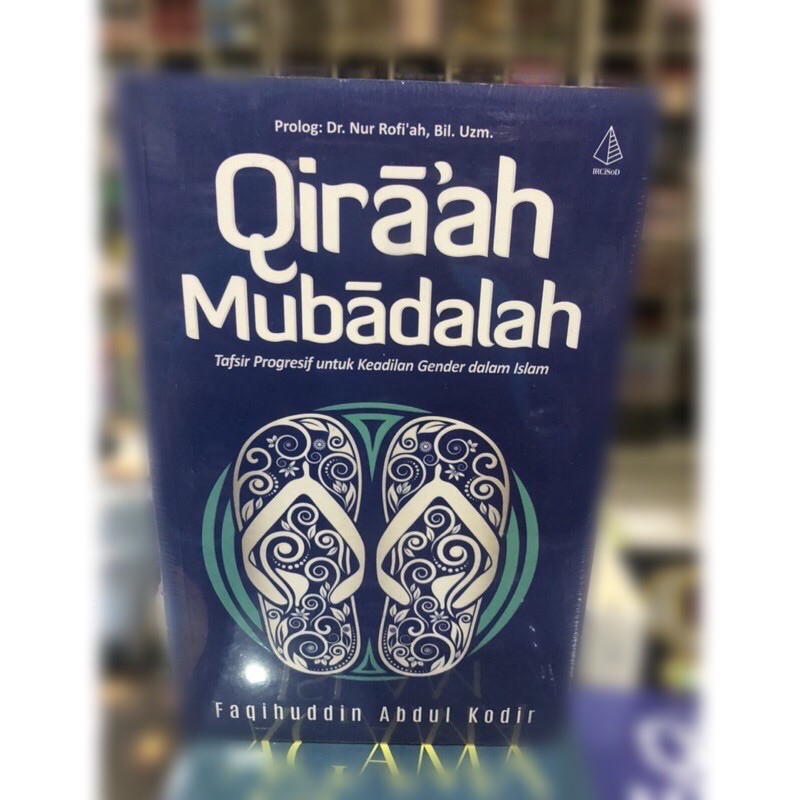 Prolog: Dr. Nur Rofi'ah, Bil. Uzm.
IRCiSoD
Qirā'ah
Mubādalah
Tafsir Progresif untuk Keadilan Gender dalam Islam
Faqihuddin Abdul Kodir
AGAMA